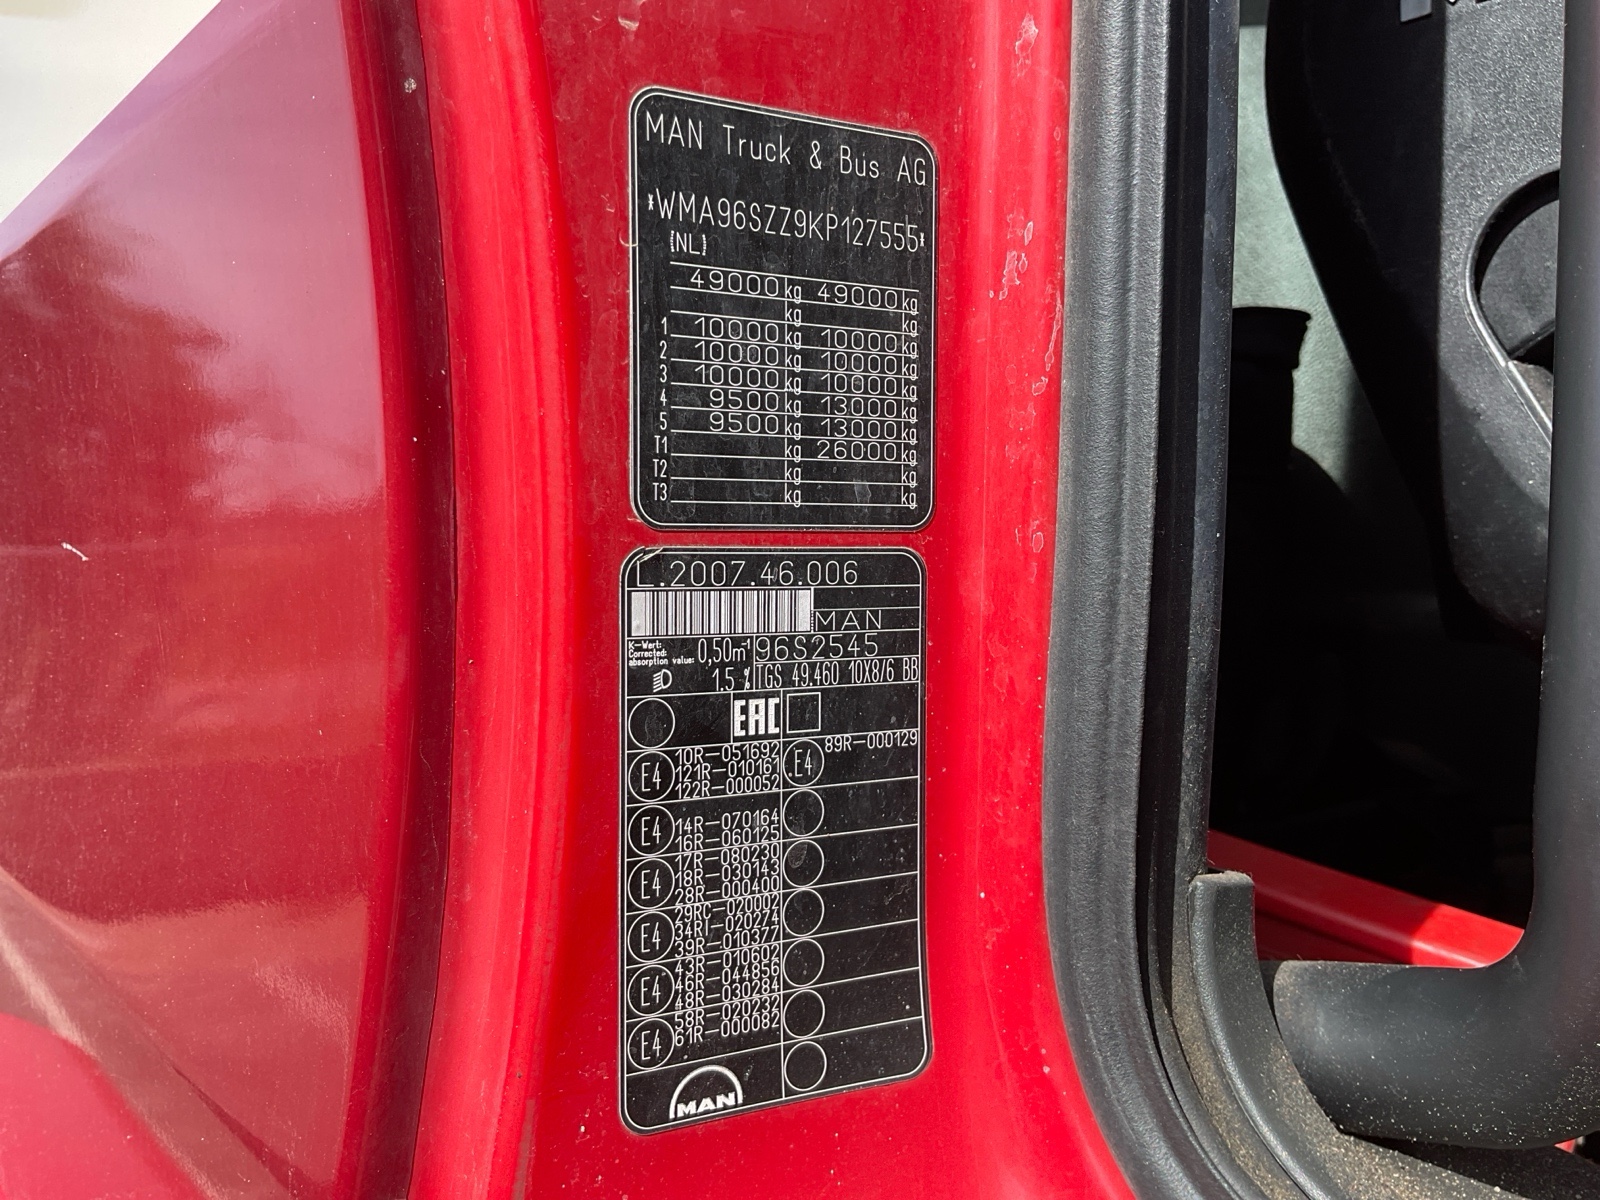 MAN Truck & Bus AG
*WMA96SZZ9KP127555*
(NL)
49000 kg 49000 kg
kg kg
1 10000 kg 10000 kg
2 10000 kg 10000 kg
3 10000 kg 10000 kg
4 9500 kg 13000 kg
5 9500 kg 13000 kg
T1 kg 26000 kg
T2 kg kg
T3 kg kg
L.2007.46.006
MAN
K-Wert:
Corrected:
absorption value: 0,50m⁻¹
96S2545
1.5 %
TGS 49.460 10X8/6 BB
EAC
E4
10R-051692
121R-010161
122R-000052
E4
89R-000129
E4
14R-070164
16R-060125
E4
17R-080230
18R-030143
28R-000400
E4
29RC-020002
34RI-020274
39R-010377
E4
43R-010602
46R-044856
48R-030284
E4
58R-020232
61R-000082
MAN